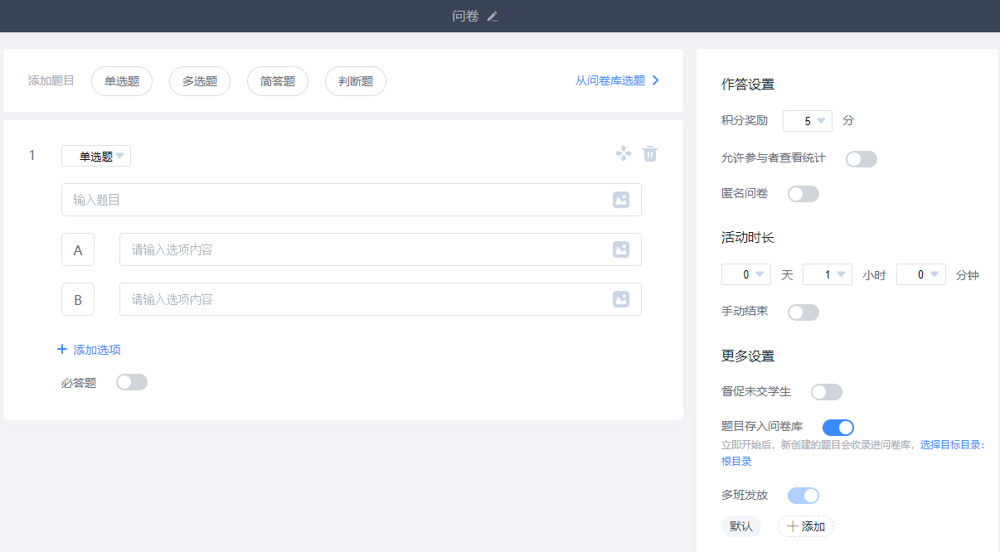 问卷
添加题目 单选题 多选题 简答题 判断题 从问卷库选题
1 单选题
输入题目
A 请输入选项内容
B 请输入选项内容
+ 添加选项
必答题
作答设置
积分奖励 5 分
允许参与者查看统计
匿名问卷
活动时长
0 天 1 小时 0 分钟
手动结束
更多设置
督促未交学生
题目存入问卷库
立即开始后，新创建的题目会收录进问卷库，选择目标目录：
根目录
多班发放
默认 +添加